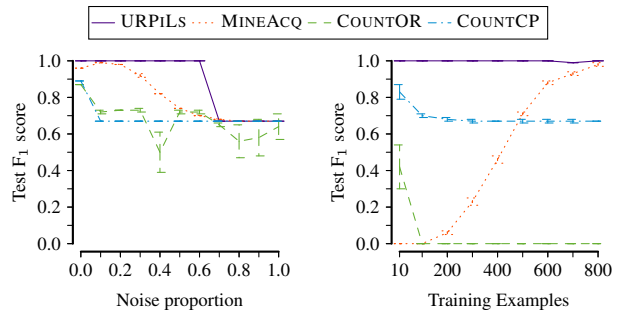 URPILS MINEACQ COUNTOR COUNTCP
Test F1 score
1.0
0.8
0.6
0.4
0.2
0.0
0.0 0.2 0.4 0.6 0.8 1.0
Noise proportion
Test F1 score
1.0
0.8
0.6
0.4
0.2
0.0
10 200 400 600 800
Training Examples